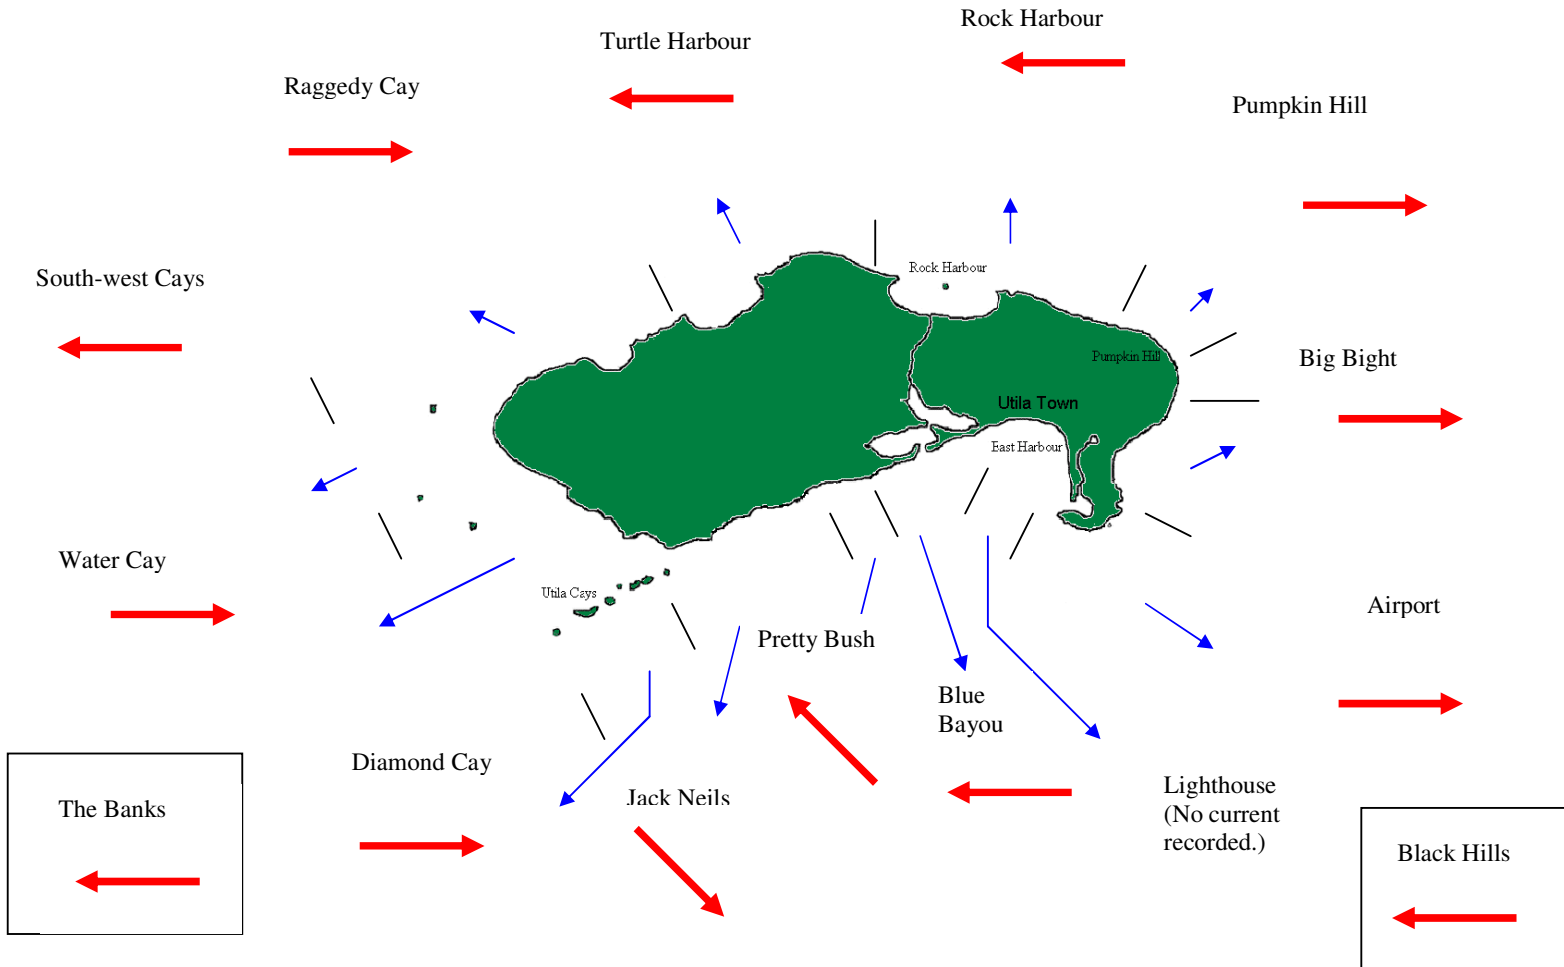 Rock Harbour
Turtle Harbour
Raggedy Cay
Pumpkin Hill
South-west Cays
Rock Harbour
Pumpkin Hill
Big Bight
Utila Town
East Harbour
Water Cay
Utila Cays
Airport
Pretty Bush
Blue
Bayou
Diamond Cay
Jack Neils
Lighthouse
(No current
recorded.)
The Banks
Black Hills